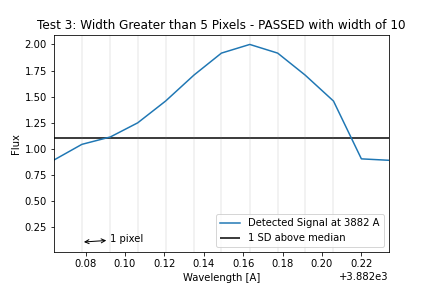 Test 3: Width Greater than 5 Pixels - PASSED with width of 10
2.00
1.75
1.50
1.25
1.00
0.75
0.50
0.25
Flux
1 pixel
Detected Signal at 3882 A
1 SD above median
0.08 0.10 0.12 0.14 0.16 0.18 0.20 0.22
Wavelength [A]
+3.882e3